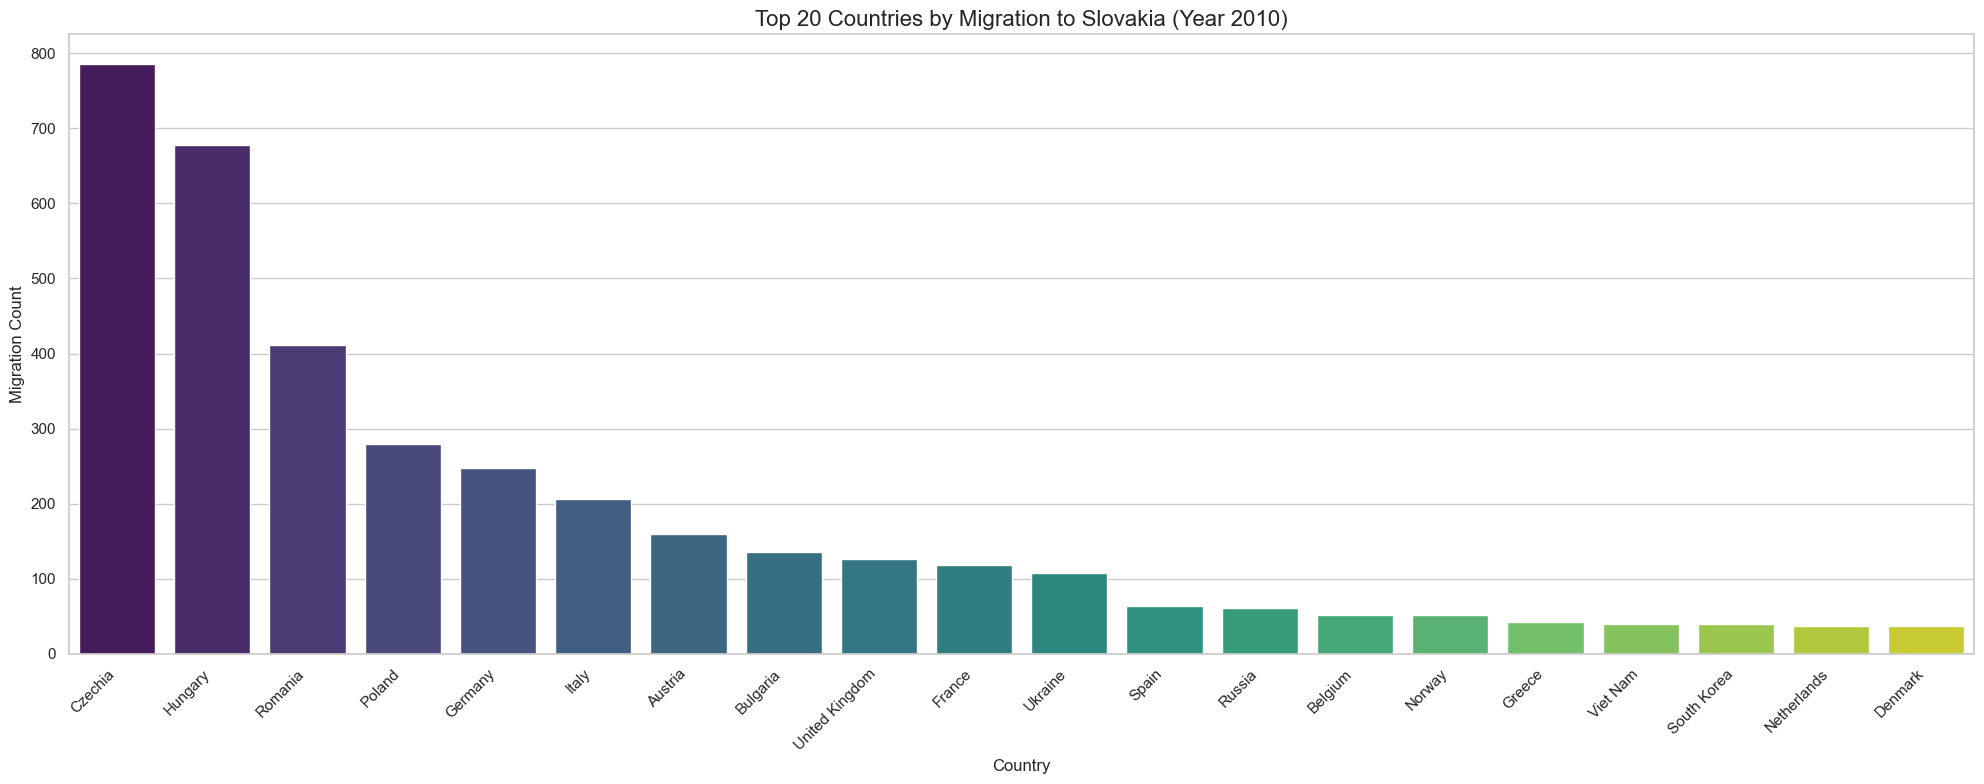 Top 20 Countries by Migration to Slovakia (Year 2010)
Migration Count
800
700
600
500
400
300
200
100
0
Czechia
Hungary
Romania
Poland
Germany
Italy
Austria
Bulgaria
United Kingdom
France
Ukraine
Spain
Russia
Belgium
Norway
Greece
Viet Nam
South Korea
Netherlands
Denmark
Country